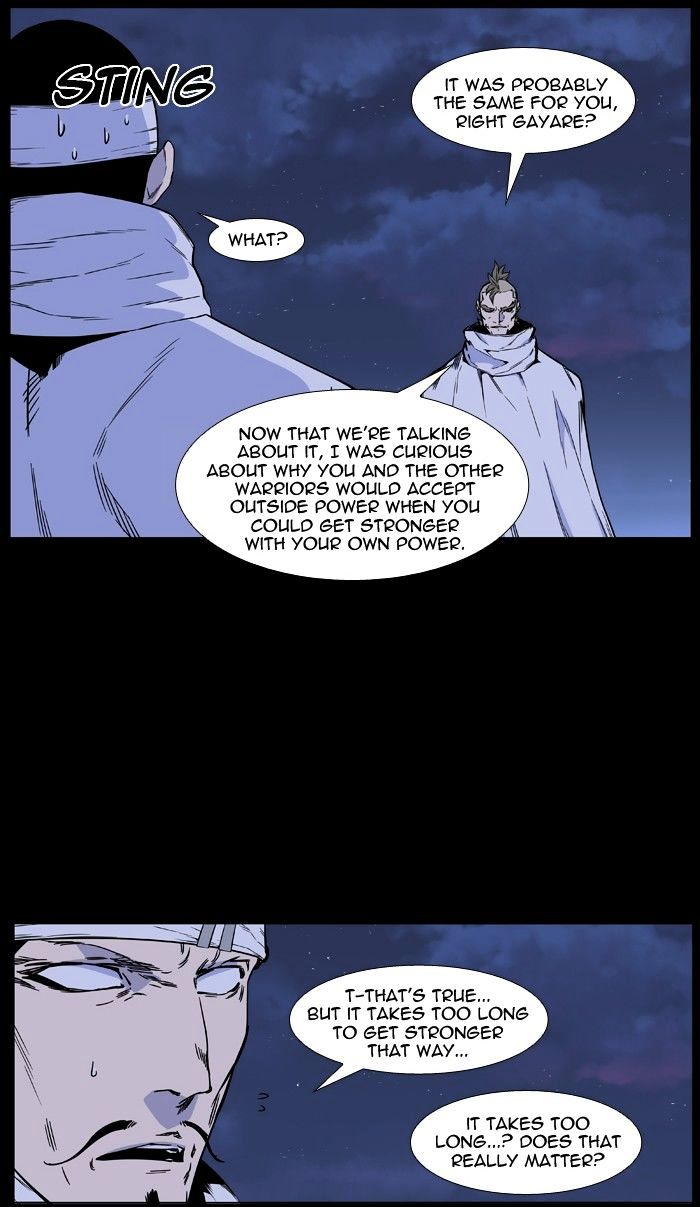 STING
IT WAS PROBABLY
THE SAME FOR YOU,
RIGHT GAYARE?
WHAT?
NOW THAT WE'RE TALKING
ABOUT IT, I WAS CURIOUS
ABOUT WHY YOU AND THE OTHER
WARRIORS WOULD ACCEPT
OUTSIDE POWER WHEN YOU
COULD GET STRONGER
WITH YOUR OWN POWER.
T-THAT'S TRUE...
BUT IT TAKES TOO LONG
TO GET STRONGER
THAT WAY...
IT TAKES TOO
LONG...? DOES THAT
REALLY MATTER?